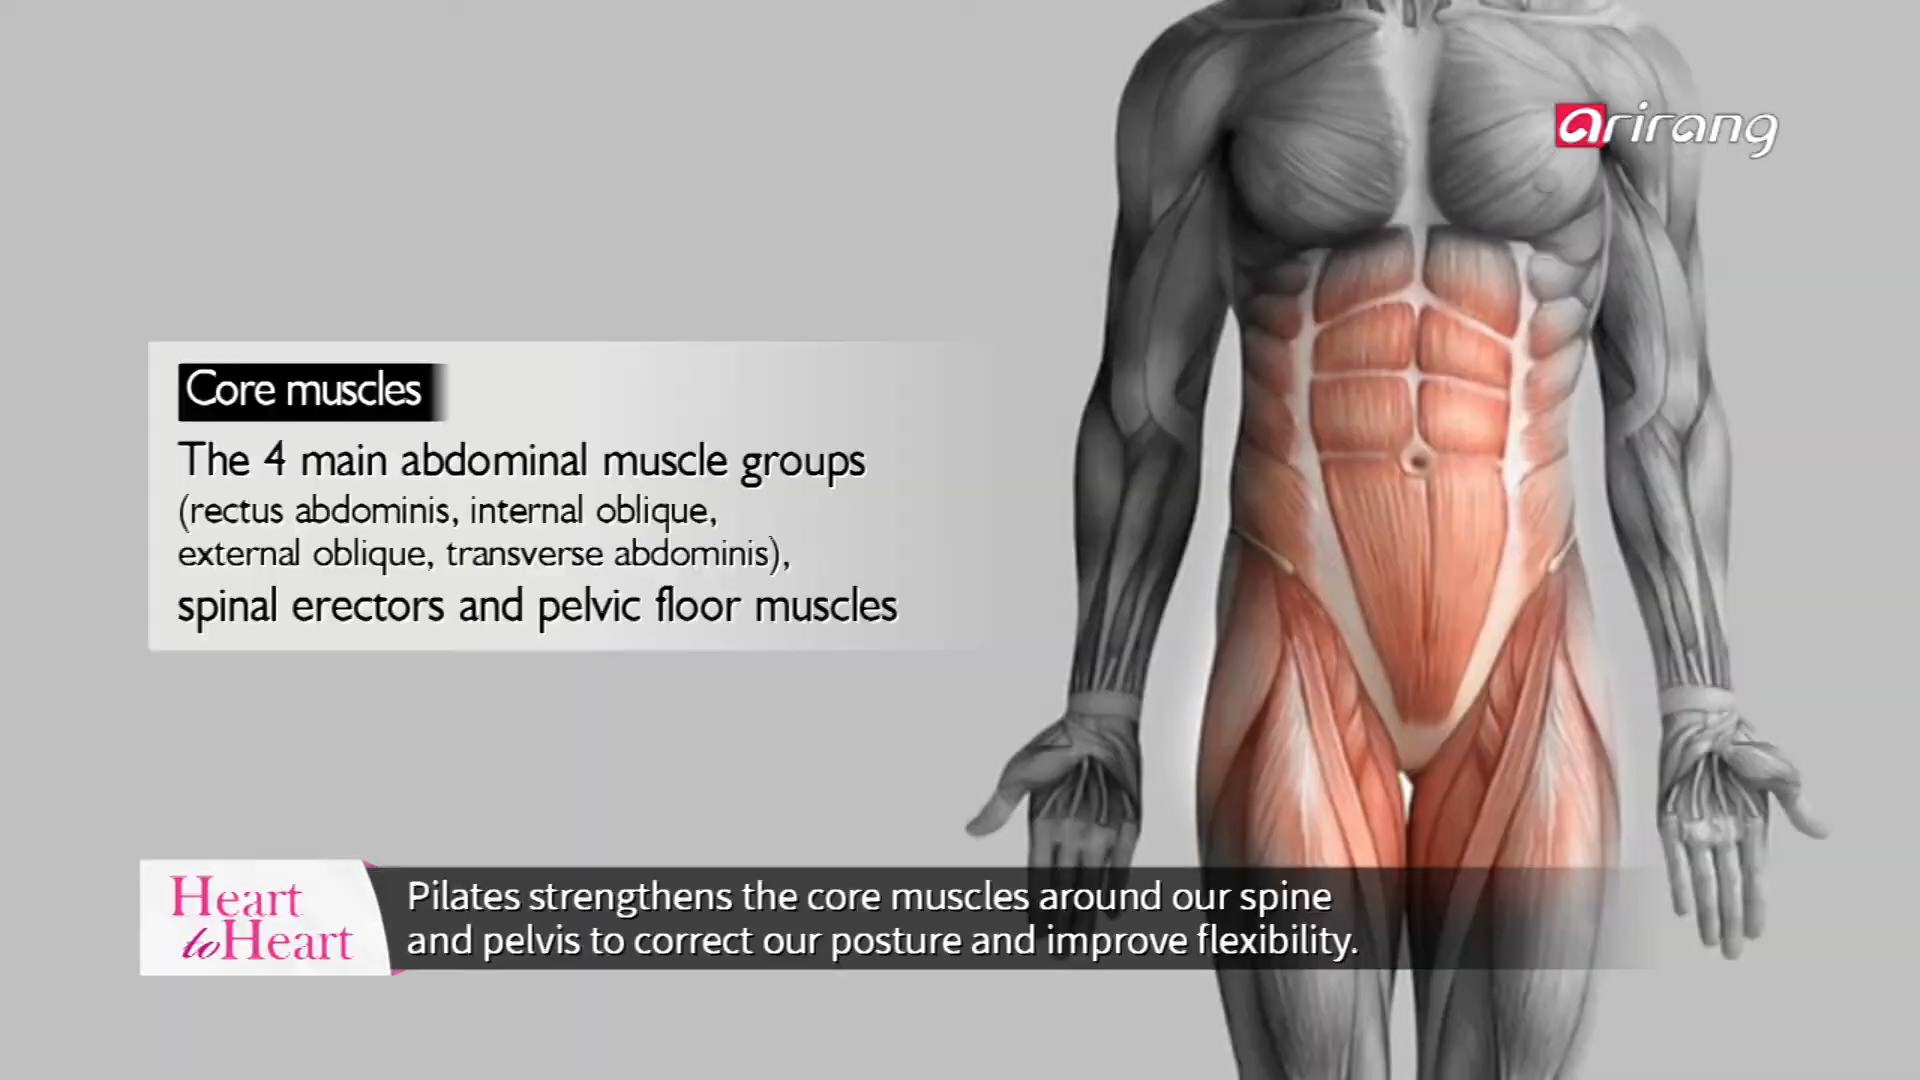 arirang
Core muscles
The 4 main abdominal muscle groups
(rectus abdominis, internal oblique,
external oblique, transverse abdominis),
spinal erectors and pelvic floor muscles
Heart
to Heart
Pilates strengthens the core muscles around our spine
and pelvis to correct our posture and improve flexibility.